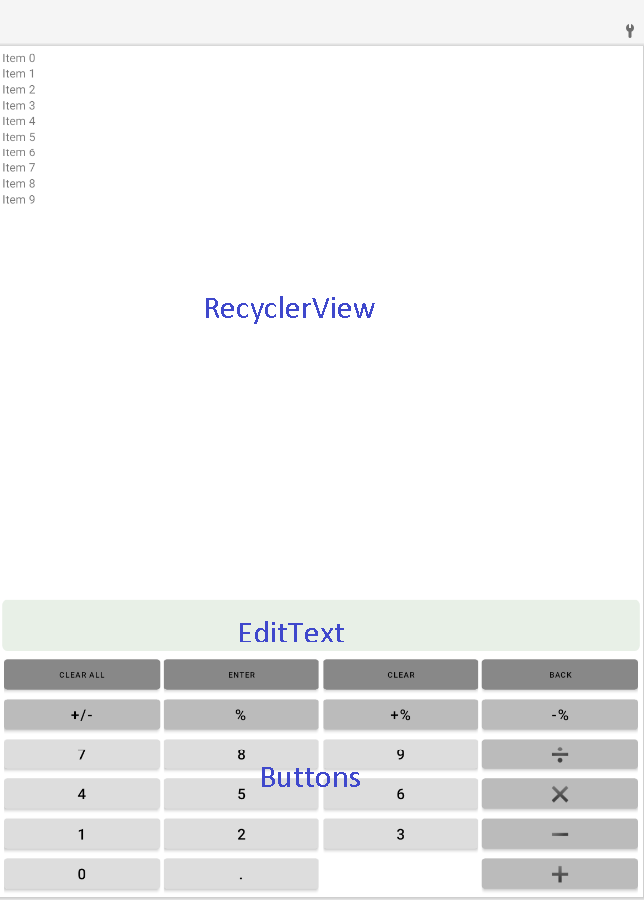 Item 0
Item 1
Item 2
Item 3
Item 4
Item 5
Item 6
Item 7
Item 8
Item 9
RecyclerView
EditText
CLEAR ALL ENTER CLEAR BACK
+/- % +% -%
7 8 9 ÷
Buttons
4 5 6 ×
1 2 3 −
0 . +